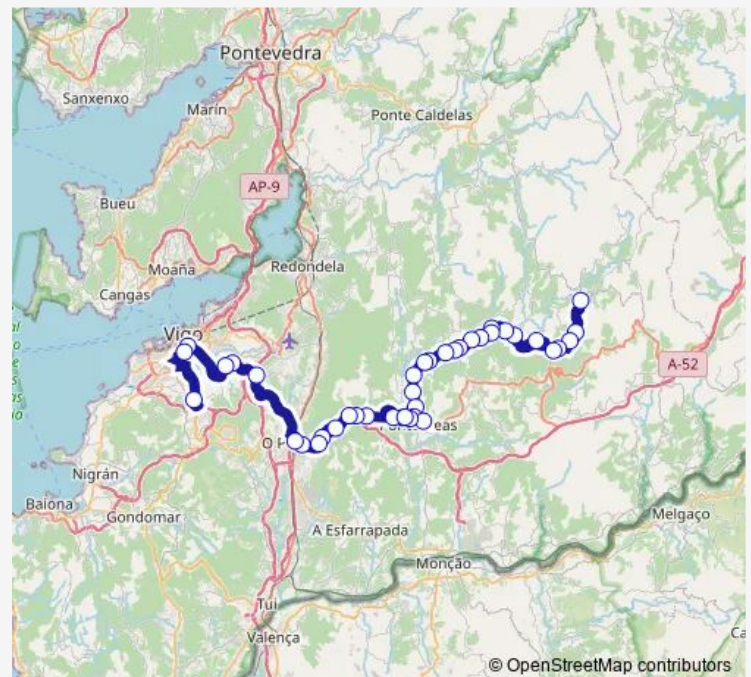 Pontevedra
Sanxenxo
Marín
Ponte Caldelas
AP-9
Bueu
Moaña
Redondela
Cangas
Vigo
A-52
O P
eas
Nigrán
Baiona
Gondomar
Melgaço
A Esfarrapada
Monção
Tui
Valença
Ca
© OpenStreetMap contributors